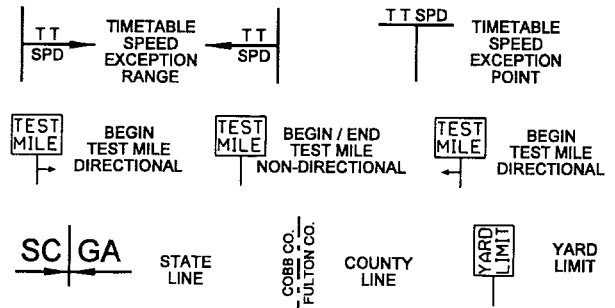 TT
SPD
TIMETABLE
SPEED
EXCEPTION
RANGE
TT
SPD
TT SPD
TIMETABLE
SPEED
EXCEPTION
POINT
TEST
MILE
BEGIN
TEST MILE
DIRECTIONAL
TEST
MILE
BEGIN / END
TEST MILE
NON-DIRECTIONAL
TEST
MILE
BEGIN
TEST MILE
DIRECTIONAL
SC GA
STATE
LINE
COBB CO.
FULTON CO.
COUNTY
LINE
YARD
LIMIT
YARD
LIMIT